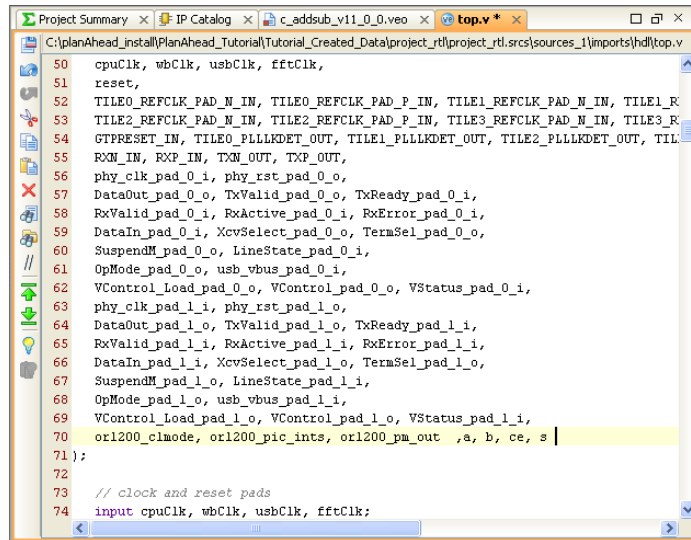 Project Summary × IP Catalog × c_addsub_v11_0_0.veo × top.v * ×
C:\planAhead_install\PlanAhead_Tutorial\Tutorial_Created_Data\project_rtl\project_rtl.srcs\sources_1\imports\hdl\top.v
50 cpuClk, wbClk, usbClk, fftClk,
51 reset,
52 TILE0_REFCLK_PAD_N_IN, TILE0_REFCLK_PAD_P_IN, TILE1_REFCLK_PAD_N_IN, TILE1_R
53 TILE2_REFCLK_PAD_N_IN, TILE2_REFCLK_PAD_P_IN, TILE3_REFCLK_PAD_N_IN, TILE3_R
54 GTPRESET_IN, TILE0_PLLLKDET_OUT, TILE1_PLLLKDET_OUT, TILE2_PLLLKDET_OUT, TIL
55 RXN_IN, RXP_IN, TXN_OUT, TXP_OUT,
56 phy_clk_pad_0_i, phy_rst_pad_0_o,
57 DataOut_pad_0_o, TxValid_pad_0_o, TxReady_pad_0_i,
58 RxValid_pad_0_i, RxActive_pad_0_i, RxError_pad_0_i,
59 DataIn_pad_0_i, XcvSelect_pad_0_o, TermSel_pad_0_o,
60 SuspendM_pad_0_o, LineState_pad_0_i,
61 OpMode_pad_0_o, usb_vbus_pad_0_i,
62 VControl_Load_pad_0_o, VControl_pad_0_o, VStatus_pad_0_i,
63 phy_clk_pad_1_i, phy_rst_pad_1_o,
64 DataOut_pad_1_o, TxValid_pad_1_o, TxReady_pad_1_i,
65 RxValid_pad_1_i, RxActive_pad_1_i, RxError_pad_1_i,
66 DataIn_pad_1_i, XcvSelect_pad_1_o, TermSel_pad_1_o,
67 SuspendM_pad_1_o, LineState_pad_1_i,
68 OpMode_pad_1_o, usb_vbus_pad_1_i,
69 VControl_Load_pad_1_o, VControl_pad_1_o, VStatus_pad_1_i,
70 or1200_clmode, or1200_pic_ints, or1200_pm_out ,a, b, ce, s
71 );
72
73 // clock and reset pads
74 input cpuClk, wbClk, usbClk, fftClk;